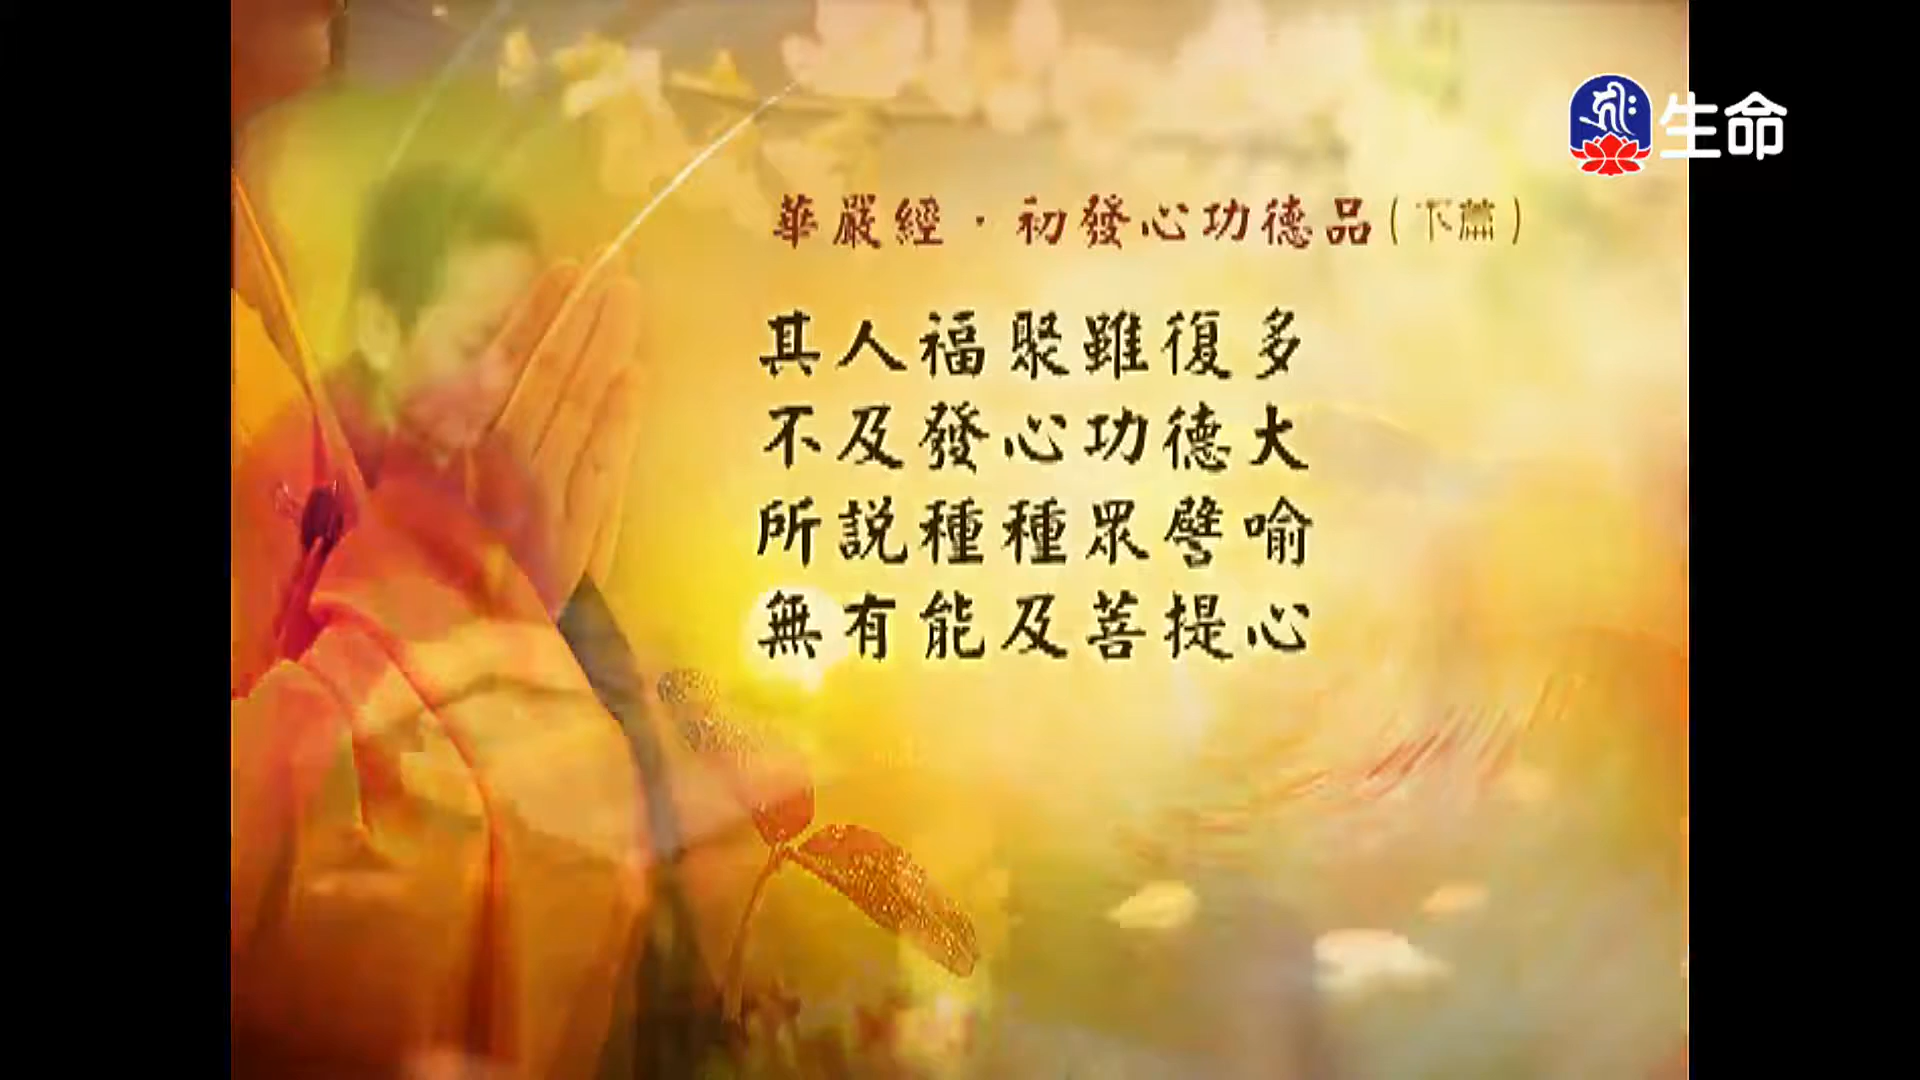 生命
華嚴經·初發心功德品(下篇)
其人福聚雖復多
不及發心功德大
所説種種眾譬喻
無有能及菩提心